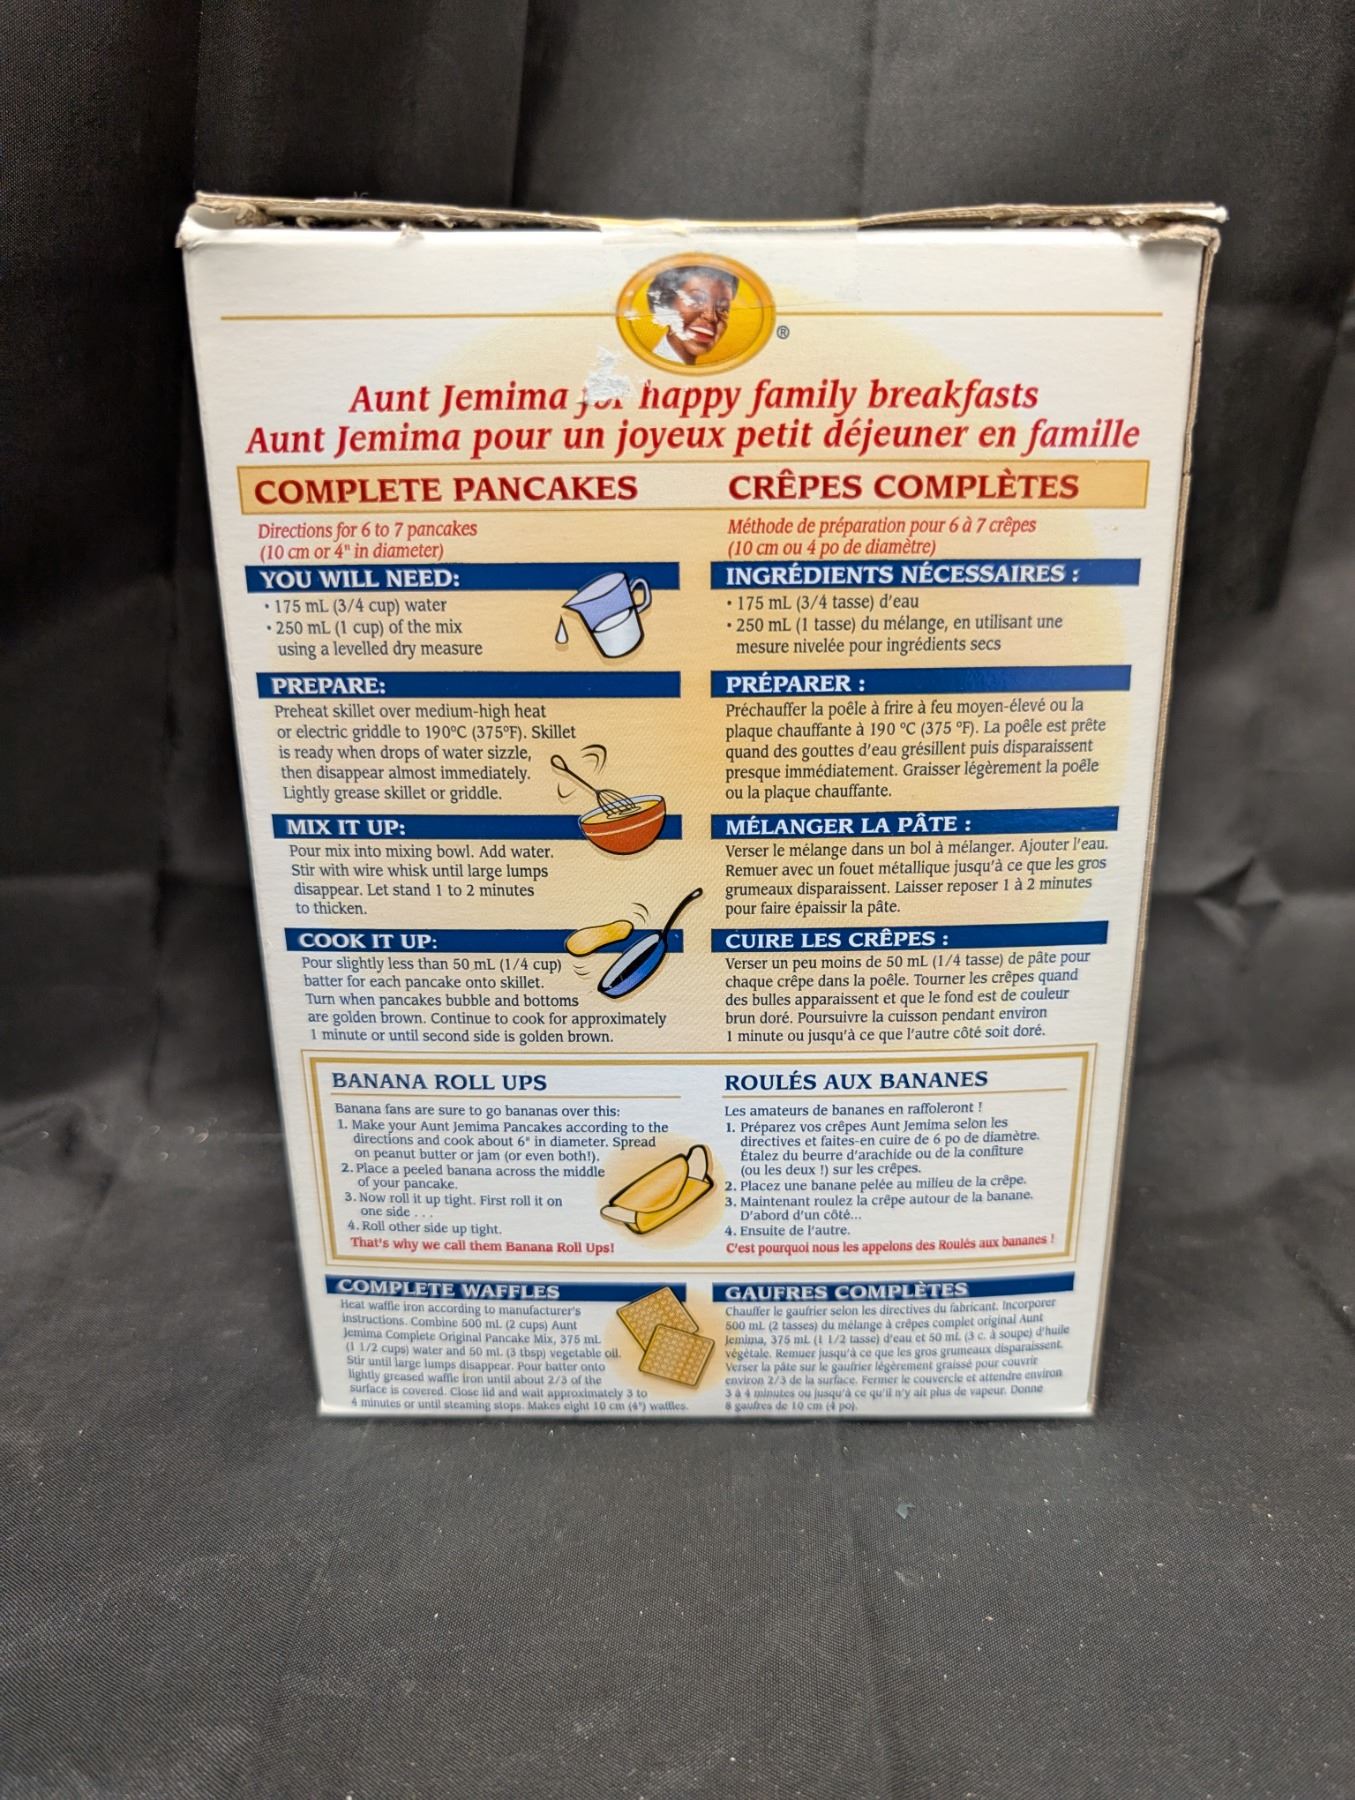 ®
Aunt Jemima for happy family breakfasts
Aunt Jemima pour un joyeux petit déjeuner en famille
COMPLETE PANCAKES
Directions for 6 to 7 pancakes
(10 cm or 4" in diameter)
YOU WILL NEED:
• 175 mL (3/4 cup) water
• 250 mL (1 cup) of the mix
using a levelled dry measure
PREPARE:
Preheat skillet over medium-high heat
or electric griddle to 190°C (375°F). Skillet
is ready when drops of water sizzle,
then disappear almost immediately.
Lightly grease skillet or griddle.
MIX IT UP:
Pour mix into mixing bowl. Add water.
Stir with wire whisk until large lumps
disappear. Let stand 1 to 2 minutes
to thicken.
COOK IT UP:
Pour slightly less than 50 mL (1/4 cup)
batter for each pancake onto skillet.
Turn when pancakes bubble and bottoms
are golden brown. Continue to cook for approximately
1 minute or until second side is golden brown.
CRÊPES COMPLÈTES
Méthode de préparation pour 6 à 7 crêpes
(10 cm ou 4 po de diamètre)
INGRÉDIENTS NÉCESSAIRES :
• 175 mL (3/4 tasse) d'eau
• 250 mL (1 tasse) du mélange, en utilisant une
mesure nivelée pour ingrédients secs
PRÉPARER :
Préchauffer la poêle à frire à feu moyen-élevé ou la
plaque chauffante à 190 °C (375 °F). La poêle est prête
quand des gouttes d'eau grésillent puis disparaissent
presque immédiatement. Graisser légèrement la poêle
ou la plaque chauffante.
MÉLANGER LA PÂTE :
Verser le mélange dans un bol à mélanger. Ajouter l'eau.
Remuer avec un fouet métallique jusqu'à ce que les gros
grumeaux disparaissent. Laisser reposer 1 à 2 minutes
pour faire épaissir la pâte.
CUIRE LES CRÊPES :
Verser un peu moins de 50 mL (1/4 tasse) de pâte pour
chaque crêpe dans la poêle. Tourner les crêpes quand
des bulles apparaissent et que le fond est de couleur
brun doré. Poursuivre la cuisson pendant environ
1 minute ou jusqu'à ce que l'autre côté soit doré.
BANANA ROLL UPS
Banana fans are sure to go bananas over this:
1. Make your Aunt Jemima Pancakes according to the
directions and cook about 6" in diameter. Spread
on peanut butter or jam (or even both!).
2. Place a peeled banana across the middle
of your pancake.
3. Now roll it up tight. First roll it on
one side . . .
4. Roll other side up tight.
That's why we call them Banana Roll Ups!
ROULÉS AUX BANANES
Les amateurs de bananes en raffoleront !
1. Préparez vos crêpes Aunt Jemima selon les
directives et faites-en cuire de 6 po de diamètre.
Étalez du beurre d'arachide ou de la confiture
(ou les deux !) sur les crêpes.
2. Placez une banane pelée au milieu de la crêpe.
3. Maintenant roulez la crêpe autour de la banane.
D'abord d'un côté...
4. Ensuite de l'autre.
C'est pourquoi nous les appelons des Roulés aux bananes !
COMPLETE WAFFLES
Heat waffle iron according to manufacturer's
instructions. Combine 500 mL (2 cups) Aunt
Jemima Complete Original Pancake Mix, 375 mL
(1 1/2 cups) water and 50 mL (3 tbsp) vegetable oil.
Stir until large lumps disappear. Pour batter onto
lightly greased waffle iron until about 2/3 of the
surface is covered. Close lid and wait approximately 3 to
4 minutes or until steaming stops. Makes eight 10 cm (4") waffles.
GAUFRES COMPLÈTES
Chauffer le gaufrier selon les directives du fabricant. Incorporer
500 mL (2 tasses) du mélange à crêpes complet original Aunt
Jemima, 375 mL (1 1/2 tasse) d'eau et 50 mL (3 c. à soupe) d'huile
végétale. Remuer jusqu'à ce que les gros grumeaux disparaissent.
Verser la pâte sur le gaufrier légèrement graissé pour couvrir
environ 2/3 de la surface. Fermer le couvercle et attendre environ
3 à 4 minutes ou jusqu'à ce qu'il n'y ait plus de vapeur. Donne
8 gaufres de 10 cm (4 po).